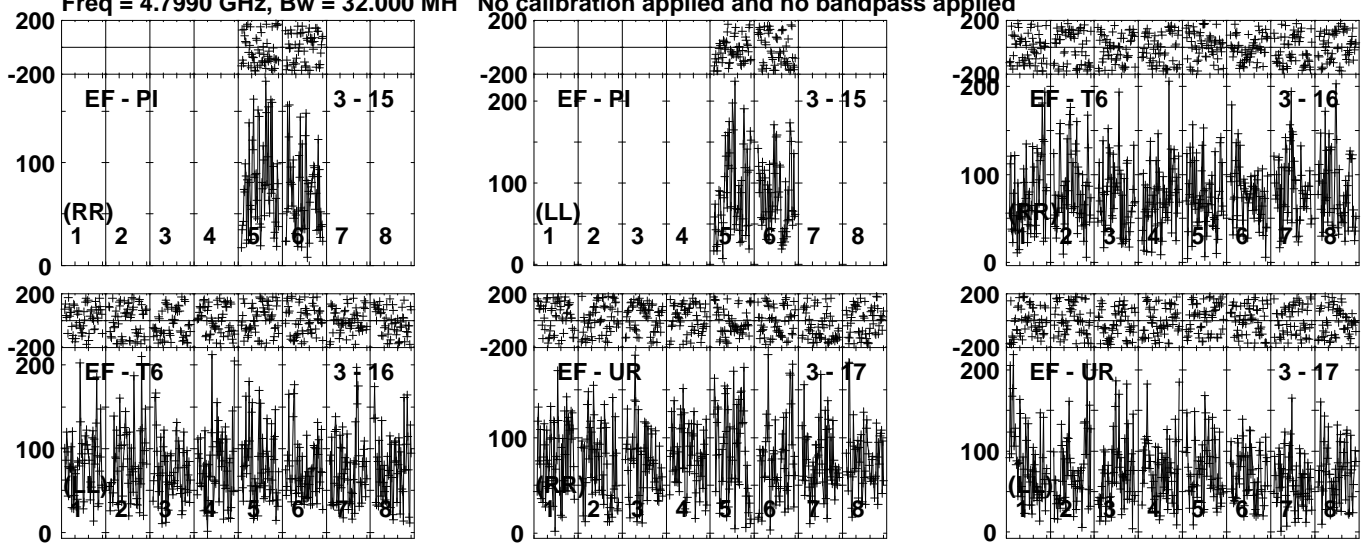 Freq = 4.7990 GHz, Bw = 32.000 MH No calibration applied and no bandpass applied
200
-200
EF - PI 3 - 15
100
(RR)
1 2 3 4 5 6 7 8
0
200
EF - PI 3 - 15
100
(LL)
1 2 3 4 5 6 7 8
0
-200
200
EF - T6 3 - 16
100
(RR)
1 2 3 4 5 6 7 8
0
200
-200
200
EF - T6 3 - 16
100
(LL)
1 2 3 4 5 6 7 8
0
200
EF - UR 3 - 17
100
(RR)
1 2 3 4 5 6 7 8
0
200
-200
200
EF - UR 3 - 17
100
(LL)
1 2 3 4 5 6 7 8
0